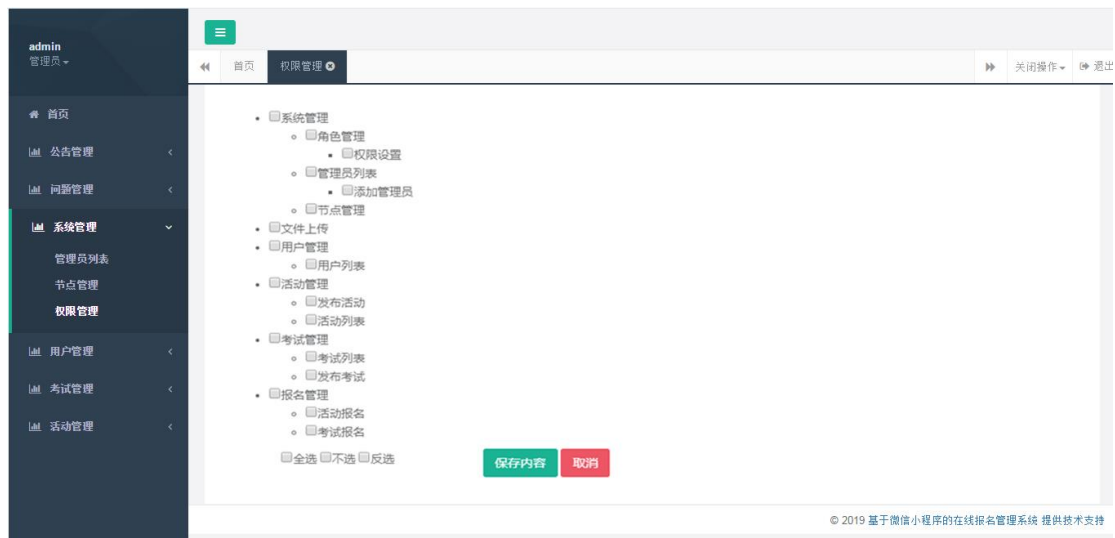 admin
管理员
首页
公告管理
问题管理
系统管理
管理员列表
节点管理
权限管理
用户管理
考试管理
活动管理
首页
权限管理
关闭操作
退出
系统管理
角色管理
权限设置
管理员列表
添加管理员
节点管理
文件上传
用户管理
用户列表
活动管理
发布活动
活动列表
考试管理
考试列表
发布考试
报名管理
活动报名
考试报名
全选 不选 反选
保存内容 取消
© 2019 基于微信小程序的在线报名管理系统 提供技术支持